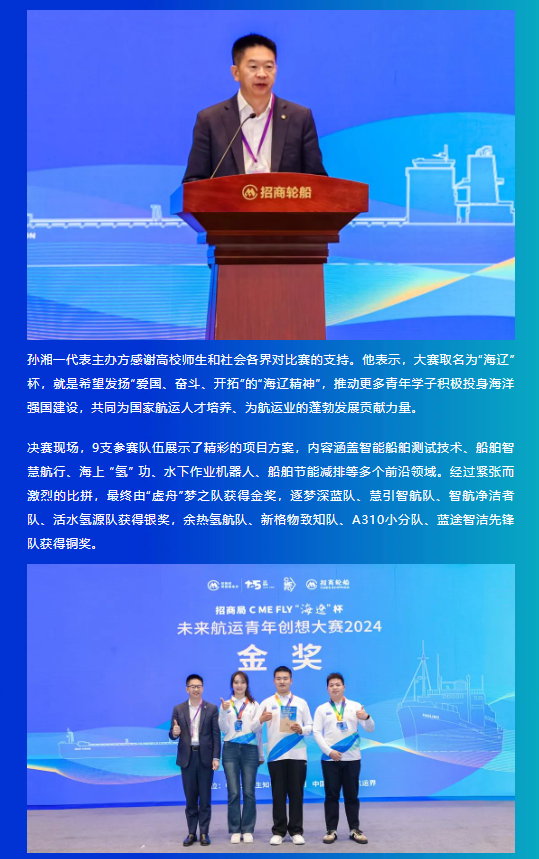 招商轮船
孙湘一代表主办方感谢高校师生和社会各界对比赛的支持。他表示，大赛取名为“海辽”
杯，就是希望发扬“爱国、奋斗、开拓”的“海辽精神”，推动更多青年学子积极投身海洋
强国建设，共同为国家航运人才培养、为航运业的蓬勃发展贡献力量。
决赛现场，9支参赛队伍展示了精彩的项目方案，内容涵盖智能船舶测试技术、船舶智
慧航行、海上 “氢” 功、水下作业机器人、船舶节能减排等多个前沿领域。经过紧张而
激烈的比拼，最终由“虚舟”梦之队获得金奖，逐梦深蓝队、慧引智航队、智航净洁者
队、活水氢源队获得银奖，余热氢航队、新格物致知队、A310小分队、蓝途智洁先锋
队获得铜奖。
招商轮船
招商局 C ME FLY “海辽” 杯
未来航运青年创想大赛2024
金奖